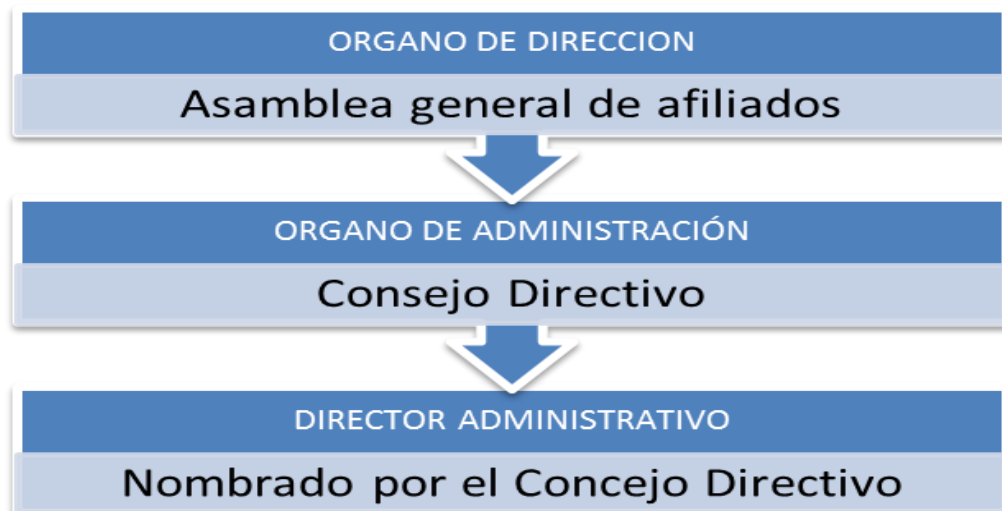 ORGANO DE DIRECCION
Asamblea general de afiliados
ORGANO DE ADMINISTRACIÓN
Consejo Directivo
DIRECTOR ADMINISTRATIVO
Nombrado por el Concejo Directivo